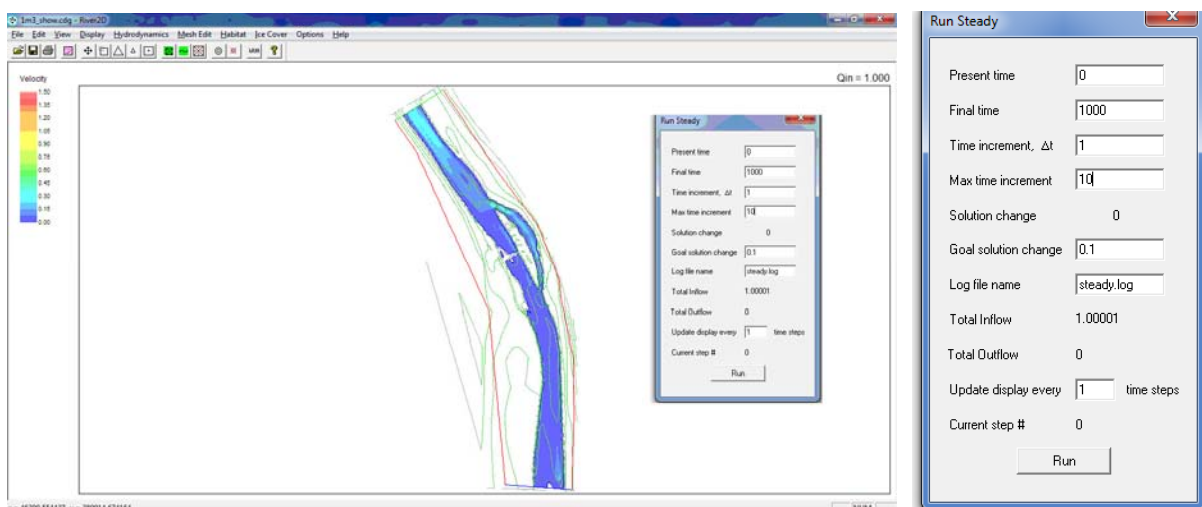 1m3_show.cdg - River2D
File Edit View Display Hydrodynamics Mesh Edit Habitat Ice Cover Options Help
Velocity
Qin = 1.000
1.50
1.35
1.20
1.05
0.90
0.75
0.60
0.45
0.30
0.15
0.00
Run Steady
Present time 0
Final time 1000
Time increment, Δt 1
Max time increment 10
Solution change 0
Goal solution change 0.1
Log file name steady.log
Total Inflow 1.00001
Total Outflow 0
Update display every 1 time steps
Current step # 0
Run
Run Steady
Present time 0
Final time 1000
Time increment, Δt 1
Max time increment 10
Solution change 0
Goal solution change 0.1
Log file name steady.log
Total Inflow 1.00001
Total Outflow 0
Update display every 1 time steps
Current step # 0
Run